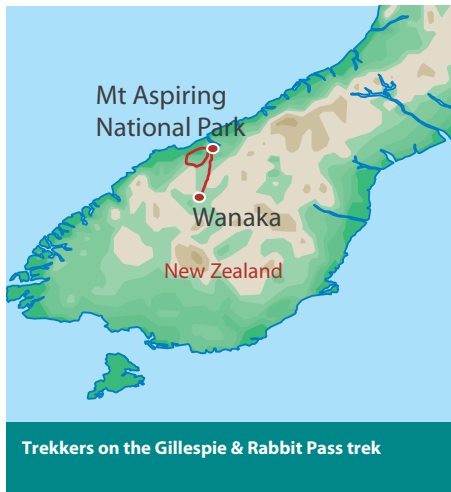 Mt Aspiring
National Park
Wanaka
New Zealand
Trekkers on the Gillespie & Rabbit Pass trek